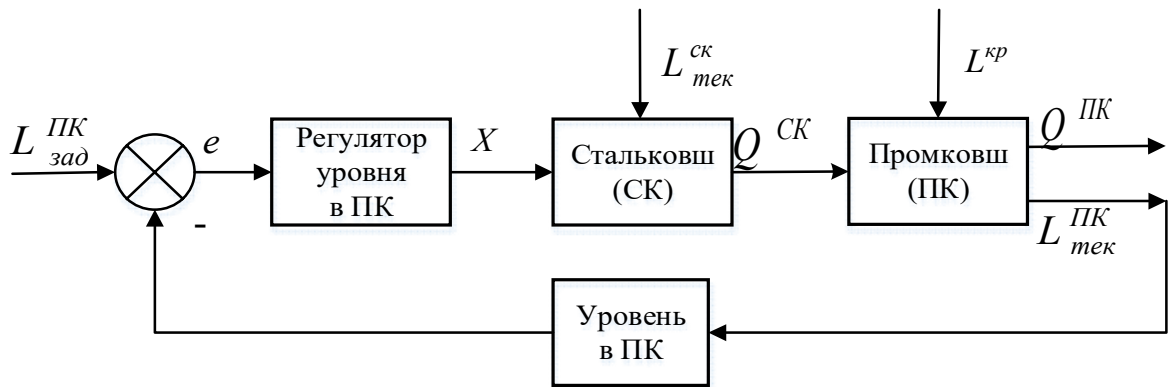 L ПК зад
e
-
Регулятор
уровня
в ПК
X
L ск тек
Стальковш
(СК)
Q СК
L кр
Промковш
(ПК)
Q ПК
L ПК тек
Уровень
в ПК